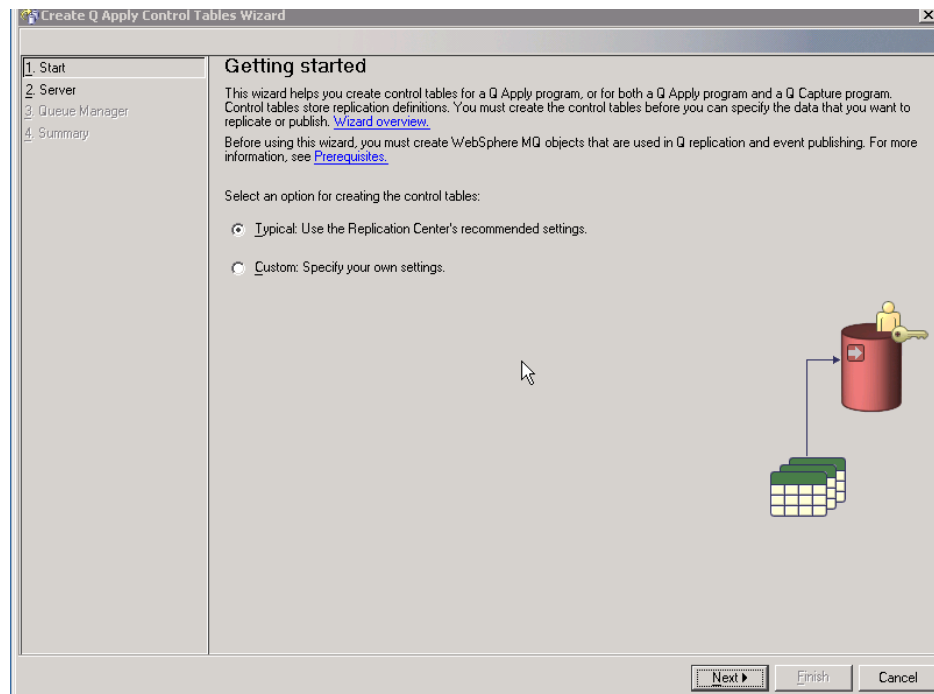 Create Q Apply Control Tables Wizard
1. Start
2. Server
3. Queue Manager
4. Summary
Getting started
This wizard helps you create control tables for a Q Apply program, or for both a Q Apply program and a Q Capture program.
Control tables store replication definitions. You must create the control tables before you can specify the data that you want to
replicate or publish. Wizard overview.
Before using this wizard, you must create WebSphere MQ objects that are used in Q replication and event publishing. For more
information, see Prerequisites.
Select an option for creating the control tables:
Typical: Use the Replication Center's recommended settings.
Custom: Specify your own settings.
Next
Finish
Cancel